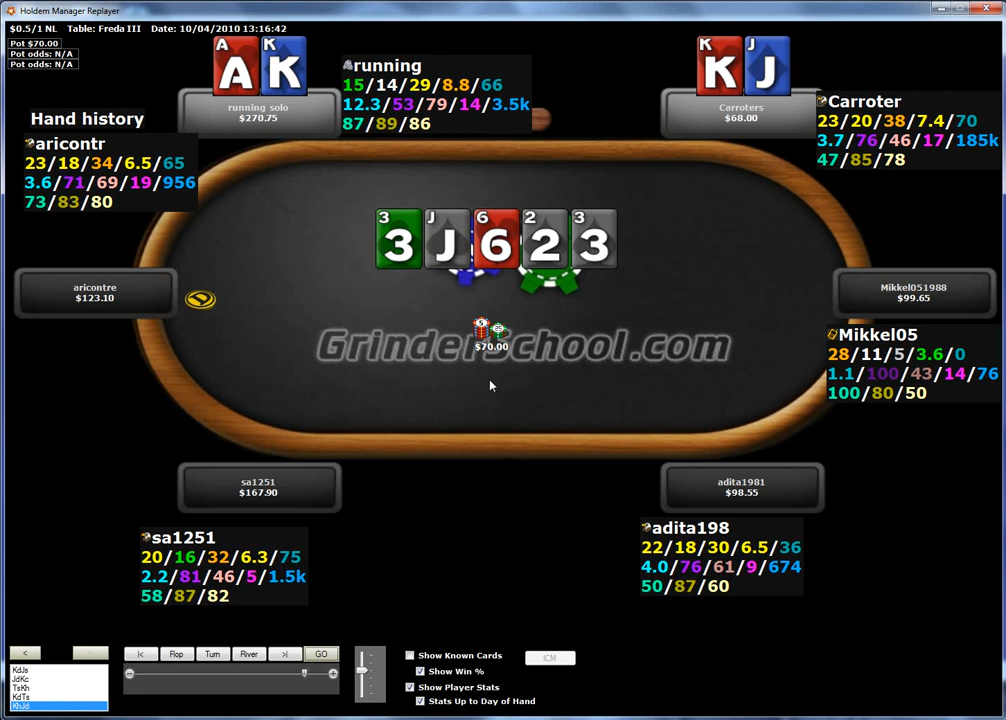 Holdem Manager Replayer
$0.5/1 NL Table: Freda III Date: 10/04/2010 13:16:42
Pot $70.00
Pot odds: N/A
Pot odds: N/A
A K
A K
running solo
$270.75
running
15/14/29/8.8/66
12.3/53/79/14/3.5k
87/89/86
K J
K J
Carroters
$68.00
Carroter
23/20/38/7.4/70
3.7/76/46/17/185k
47/85/78
Hand history
aricontr
23/18/34/6.5/65
3.6/71/69/19/956
73/83/80
3 J 6 2 3
3 J 6 2 3
aricontre
$123.10
Mikkel051988
$99.65
Mikkel05
28/11/5/3.6/0
1.1/100/43/14/76
100/80/50
$70.00
GrinderSchool.com
sa1251
$167.90
sa1251
20/16/32/6.3/75
2.2/81/46/5/1.5k
58/87/82
adita1981
$98.55
adita198
22/18/30/6.5/36
4.0/76/61/9/674
50/87/60
<
|< Flop Turn River >| GO
KdJs
JdKc
TsKh
KdTs
KhJd
Show Known Cards
Show Win %
Show Player Stats
Stats Up to Day of Hand
ICM